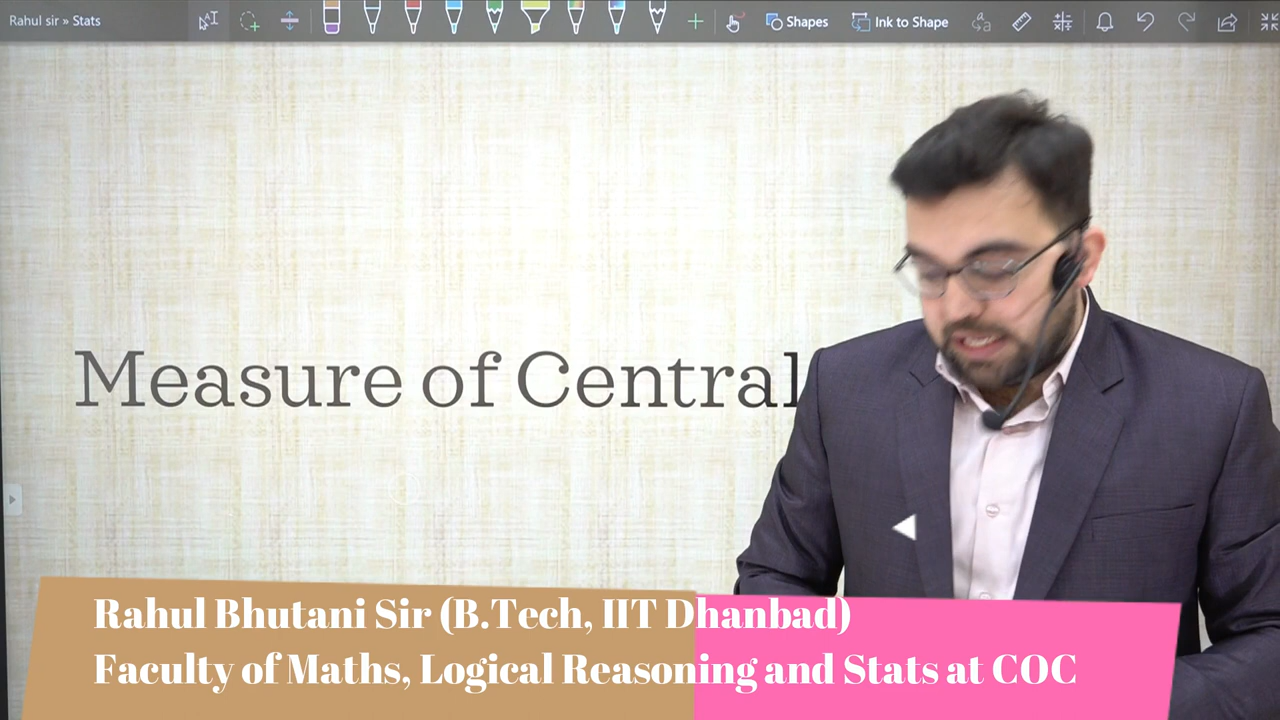 Rahul sir » Stats
Shapes
Ink to Shape
Measure of Central
Rahul Bhutani Sir (B.Tech, IIT Dhanbad)
Faculty of Maths, Logical Reasoning and Stats at COC